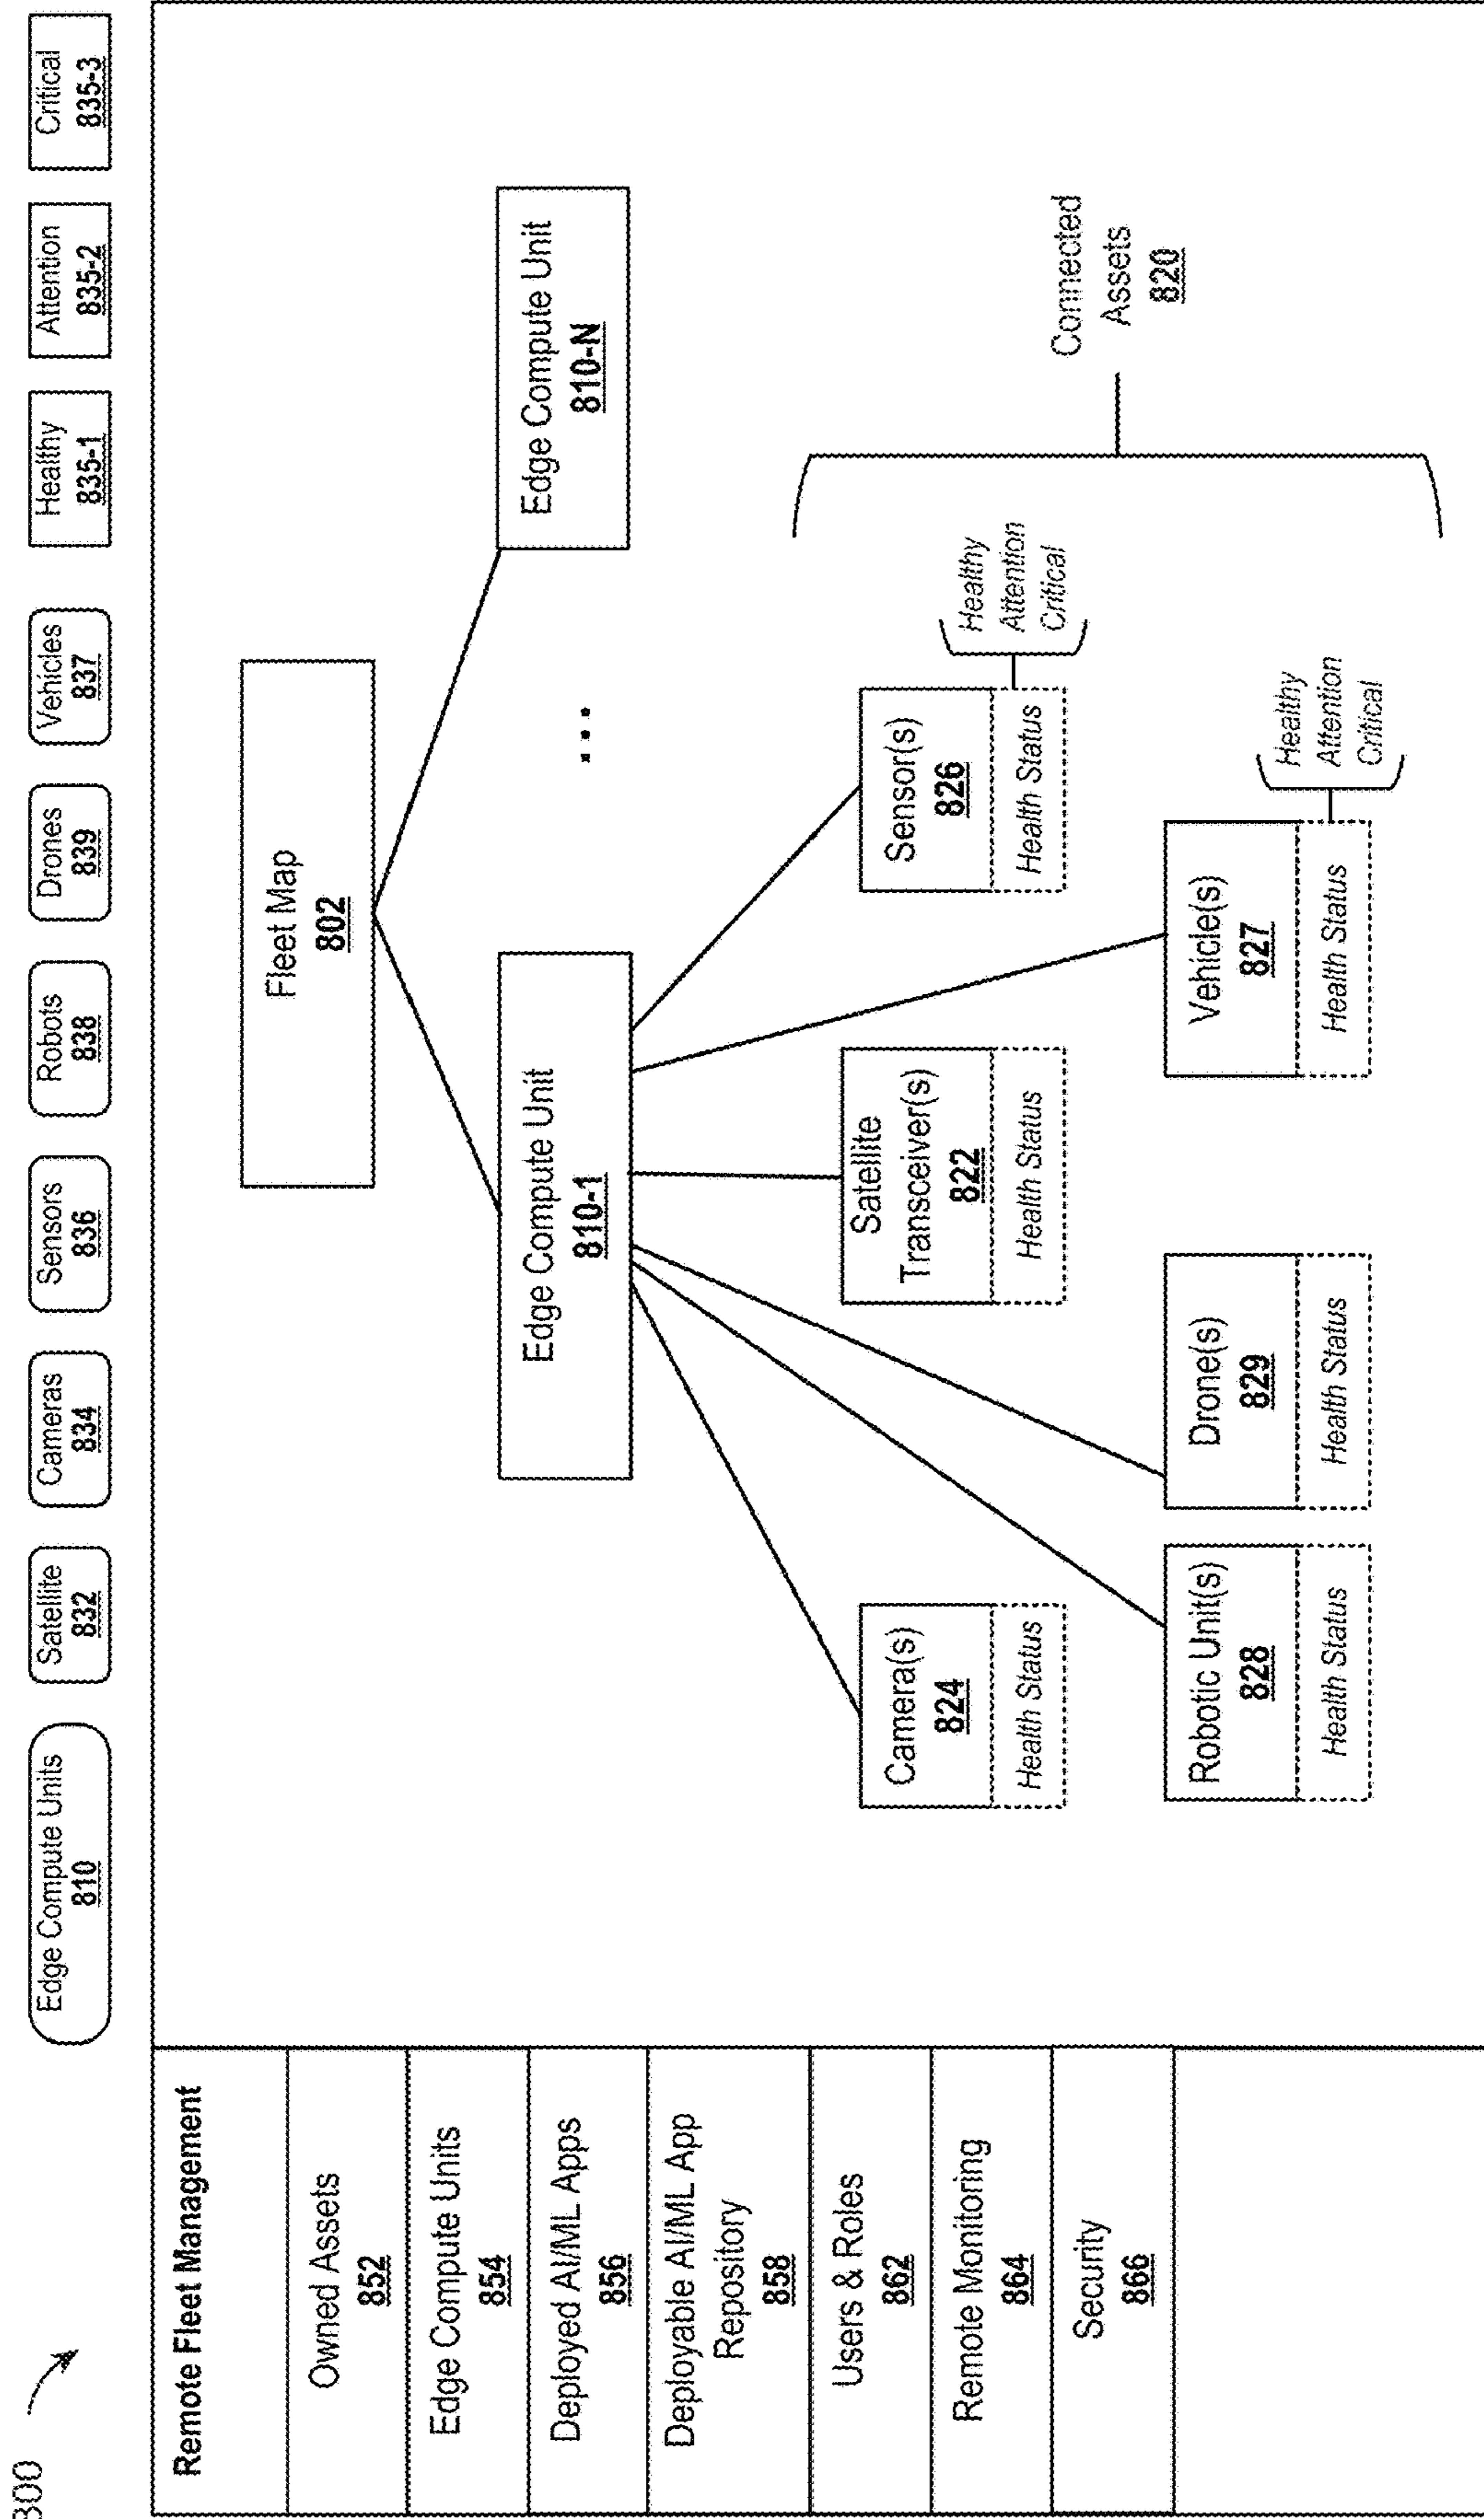 800
Edge Compute Units
810
Satellite
832
Cameras
834
Sensors
836
Robots
838
Drones
839
Vehicles
837
Healthy
835-1
Attention
835-2
Critical
835-3
Remote Fleet Management
Owned Assets
852
Edge Compute Units
854
Deployed AI/ML Apps
856
Deployable AI/ML App
Repository
858
Users & Roles
862
Remote Monitoring
864
Security
866
Fleet Map
802
Edge Compute Unit
810-1
...
Edge Compute Unit
810-N
Camera(s)
824
Health Status
Satellite
Transceiver(s)
822
Health Status
Sensor(s)
826
Health Status
Healthy
Attention
Critical
Robotic Unit(s)
828
Health Status
Drone(s)
829
Health Status
Vehicle(s)
827
Health Status
Healthy
Attention
Critical
Connected
Assets
820